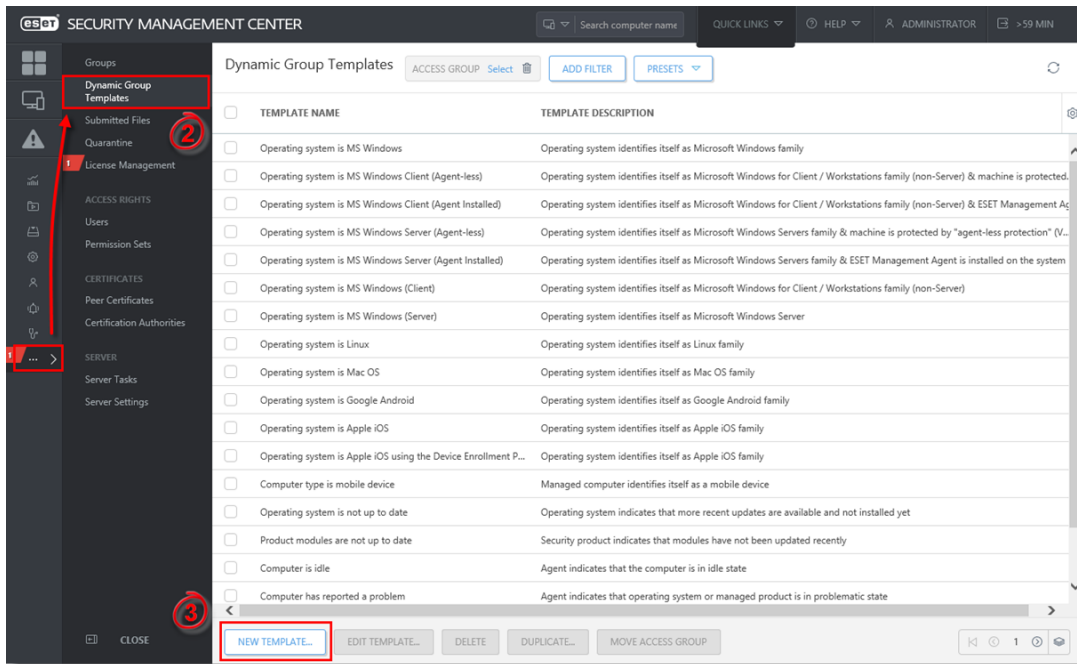 eset SECURITY MANAGEMENT CENTER
Search computer name
QUICK LINKS
HELP
ADMINISTRATOR
>59 MIN
Groups
Dynamic Group
Templates
Submitted Files
Quarantine
1
License Management
ACCESS RIGHTS
Users
Permission Sets
CERTIFICATES
Peer Certificates
Certification Authorities
1
...
SERVER
Server Tasks
Server Settings
CLOSE
2
3
Dynamic Group Templates
ACCESS GROUP Select
ADD FILTER
PRESETS
TEMPLATE NAME TEMPLATE DESCRIPTION
Operating system is MS Windows Operating system identifies itself as Microsoft Windows family
Operating system is MS Windows Client (Agent-less) Operating system identifies itself as Microsoft Windows for Client / Workstations family (non-Server) & machine is protected.
Operating system is MS Windows Client (Agent Installed) Operating system identifies itself as Microsoft Windows for Client / Workstations family (non-Server) & ESET Management Ag
Operating system is MS Windows Server (Agent-less) Operating system identifies itself as Microsoft Windows Servers family & machine is protected by "agent-less protection" (V...
Operating system is MS Windows Server (Agent Installed) Operating system identifies itself as Microsoft Windows Servers family & ESET Management Agent is installed on the system
Operating system is MS Windows (Client) Operating system identifies itself as Microsoft Windows for Client / Workstations family (non-Server)
Operating system is MS Windows (Server) Operating system identifies itself as Microsoft Windows Server
Operating system is Linux Operating system identifies itself as Linux family
Operating system is Mac OS Operating system identifies itself as Mac OS family
Operating system is Google Android Operating system identifies itself as Google Android family
Operating system is Apple iOS Operating system identifies itself as Apple iOS family
Operating system is Apple iOS using the Device Enrollment P... Operating system identifies itself as Apple iOS family
Computer type is mobile device Managed computer identifies itself as a mobile device
Operating system is not up to date Operating system indicates that more recent updates are available and not installed yet
Product modules are not up to date Security product indicates that modules have not been updated recently
Computer is idle Agent indicates that the computer is in idle state
Computer has reported a problem Agent indicates that operating system or managed product is in problematic state
NEW TEMPLATE...
EDIT TEMPLATE...
DELETE
DUPLICATE...
MOVE ACCESS GROUP
1